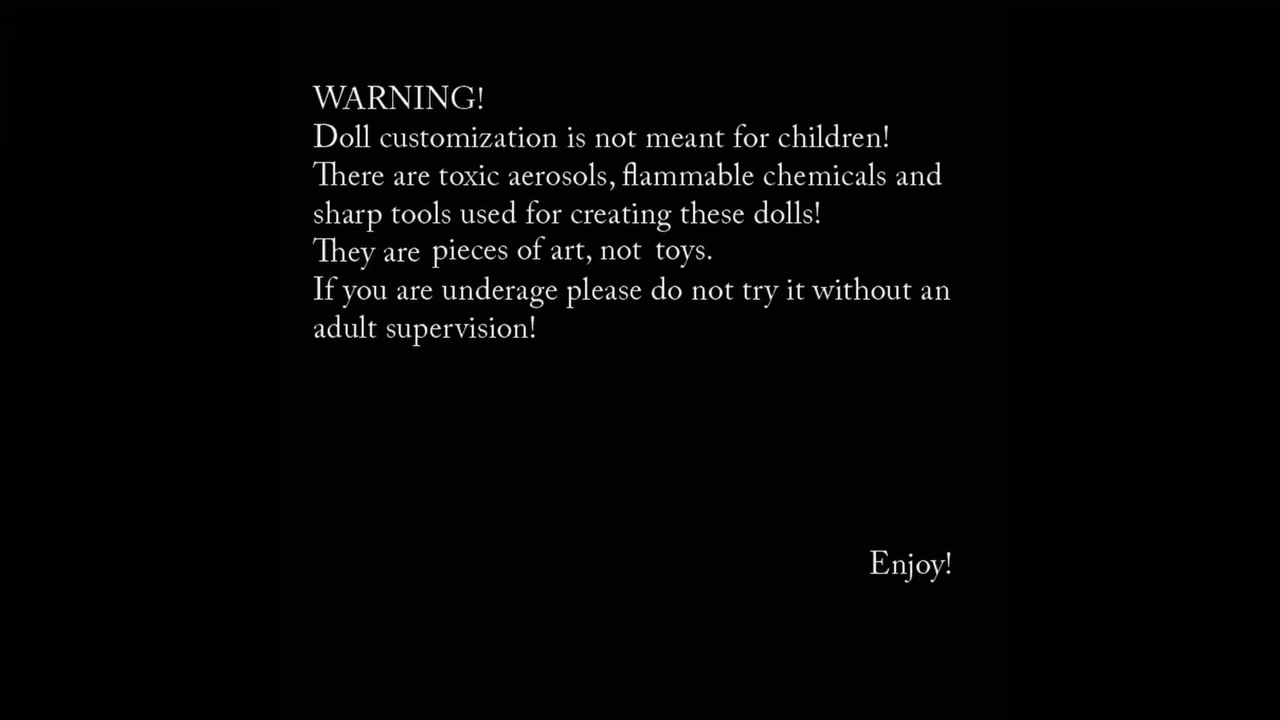 WARNING!
Doll customization is not meant for children!
There are toxic aerosols, flammable chemicals and
sharp tools used for creating these dolls!
They are pieces of art, not toys.
If you are underage please do not try it without an
adult supervision!
Enjoy!